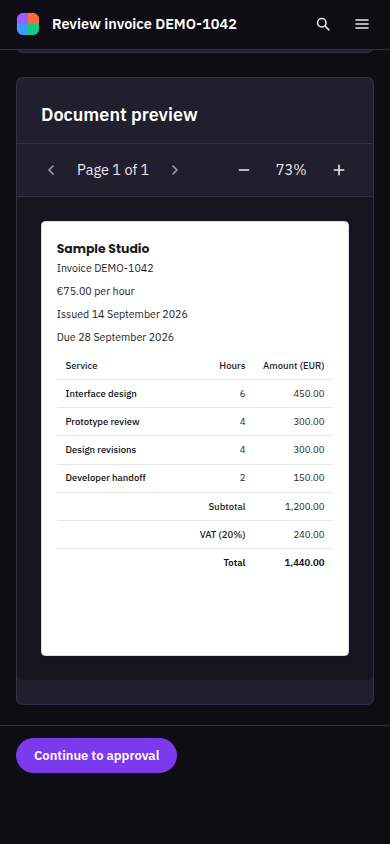 Review invoice DEMO-1042
Document preview
Page 1 of 1
73%
Sample Studio
Invoice DEMO-1042
€75.00 per hour
Issued 14 September 2026
Due 28 September 2026
Service Hours Amount (EUR)
Interface design 6 450.00
Prototype review 4 300.00
Design revisions 4 300.00
Developer handoff 2 150.00
Subtotal 1,200.00
VAT (20%) 240.00
Total 1,440.00
Continue to approval